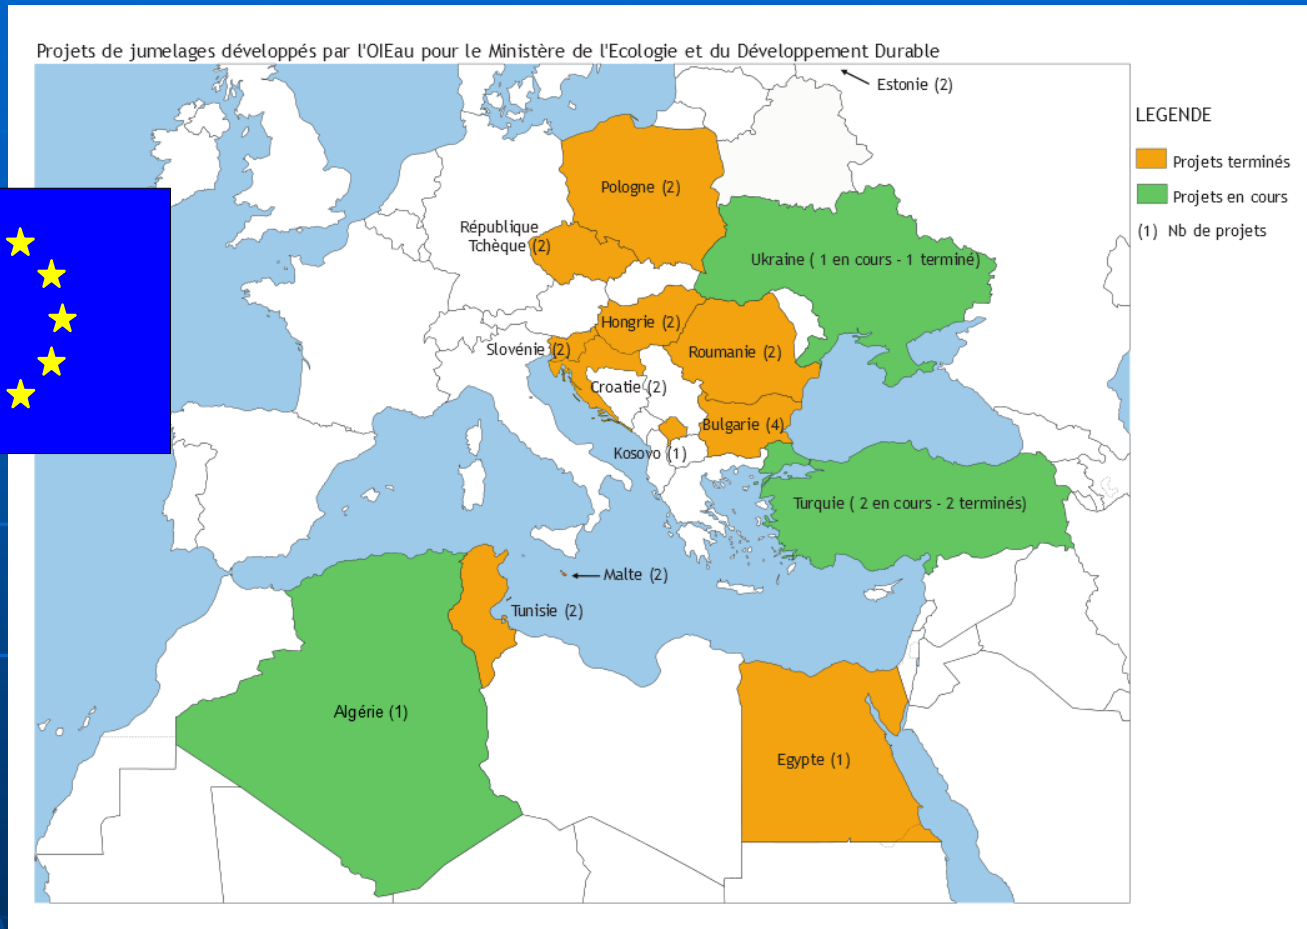 Projets de jumelages développés par l'OIEau pour le Ministère de l'Ecologie et du Développement Durable
Estonie (2)
LEGENDE
Projets terminés
Projets en cours
(1) Nb de projets
Pologne (2)
République
Tchèque (2)
Ukraine ( 1 en cours - 1 terminé)
Hongrie (2)
Slovénie (2)
Roumanie (2)
Croatie (2)
Bulgarie (4)
Kosovo (1)
Turquie ( 2 en cours - 2 terminés)
Malte (2)
Tunisie (2)
Algérie (1)
Egypte (1)